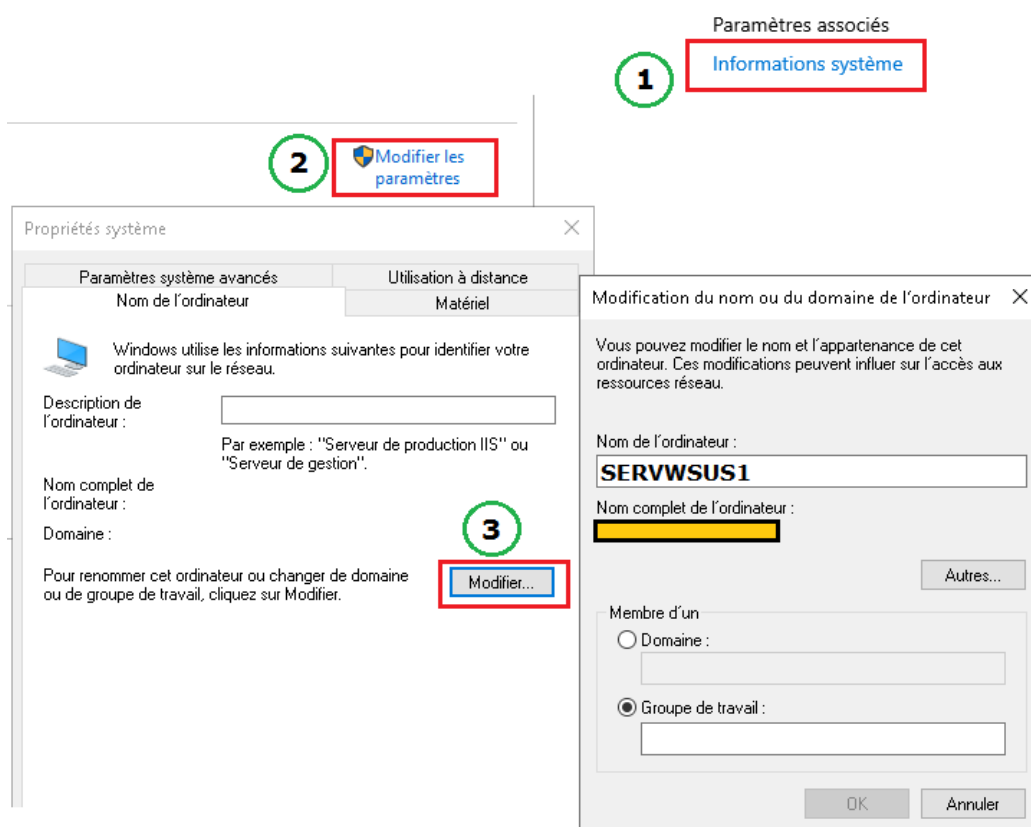 Paramètres associés
1
Informations système
2
Modifier les
paramètres
Propriétés système
Paramètres système avancés
Utilisation à distance
Nom de l'ordinateur
Matériel
Windows utilise les informations suivantes pour identifier votre
ordinateur sur le réseau.
Description de
l'ordinateur :
Par exemple : "Serveur de production IIS" ou
"Serveur de gestion".
Nom complet de
l'ordinateur :
Domaine :
3
Pour renommer cet ordinateur ou changer de domaine
ou de groupe de travail, cliquez sur Modifier.
Modifier...
Modification du nom ou du domaine de l'ordinateur
Vous pouvez modifier le nom et l'appartenance de cet
ordinateur. Ces modifications peuvent influer sur l'accès aux
ressources réseau.
Nom de l'ordinateur :
SERVWSUS1
Nom complet de l'ordinateur :
Autres...
Membre d'un
Domaine :
Groupe de travail :
OK
Annuler